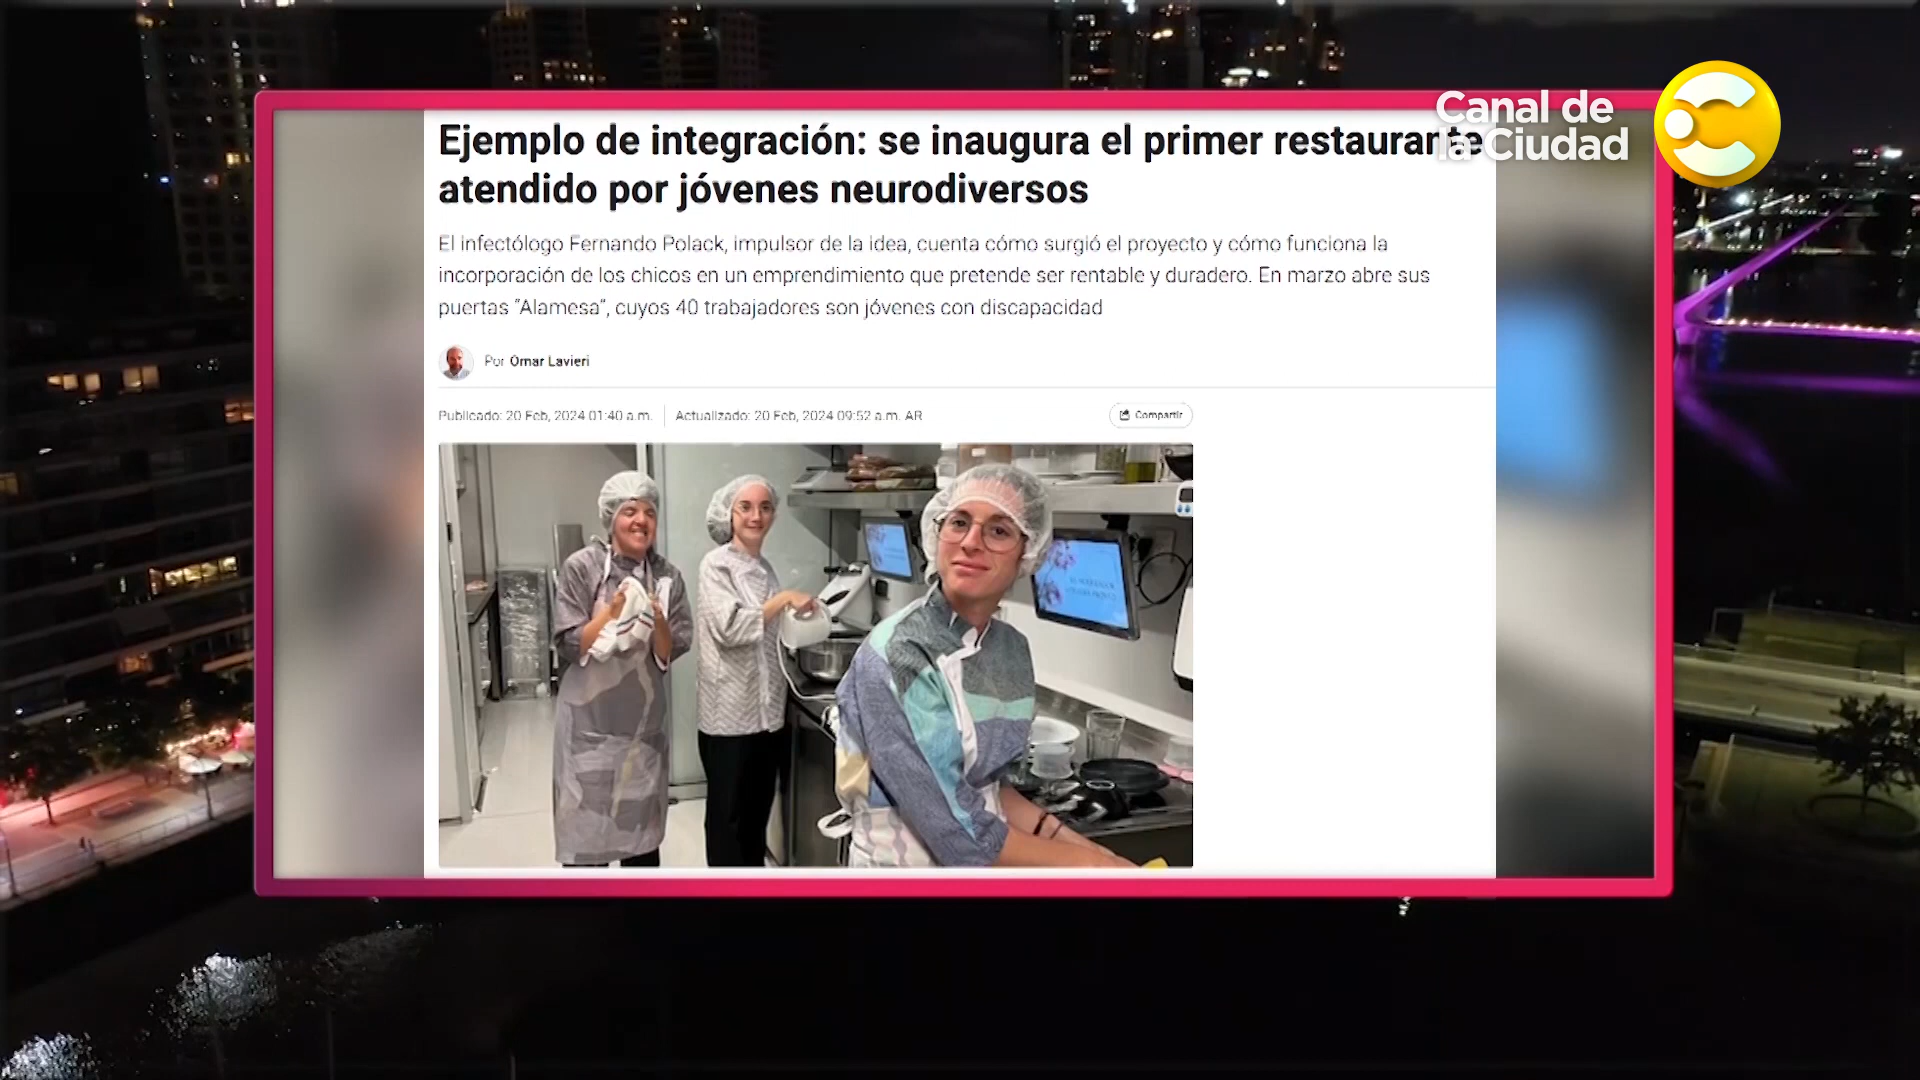 Canal de
la Ciudad
Ejemplo de integración: se inaugura el primer restaurante
atendido por jóvenes neurodiversos
El infectólogo Fernando Polack, impulsor de la idea, cuenta cómo surgió el proyecto y cómo funciona la
incorporación de los chicos en un emprendimiento que pretende ser rentable y duradero. En marzo abre sus
puertas “Alamesa”, cuyos 40 trabajadores son jóvenes con discapacidad
Por Omar Lavieri
Publicado: 20 Feb, 2024 01:40 a.m.
Actualizado: 20 Feb, 2024 09:52 a.m. AR
Compartir